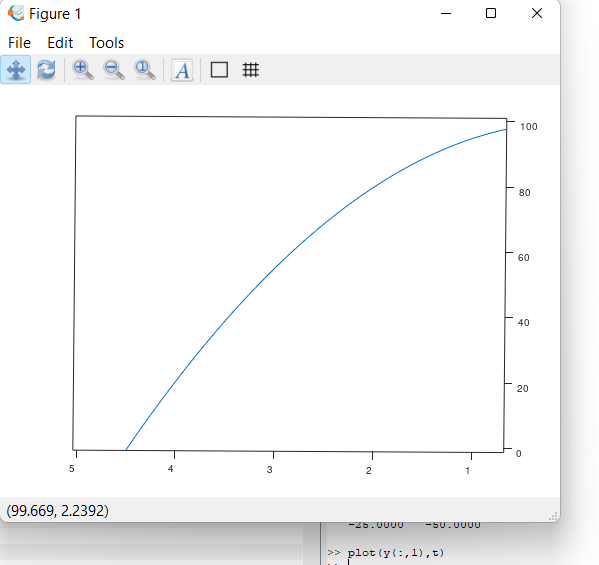 Figure 1
File Edit Tools
100
80
60
40
20
0
5 4 3 2 1
(99.669, 2.2392)
-25.0000 -50.0000
>> plot(y(:,1),t)
>>